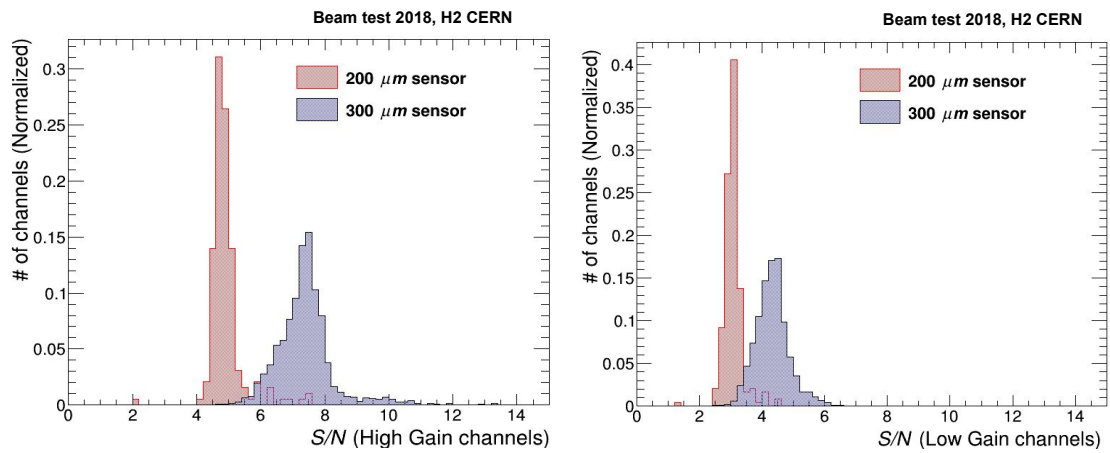 Beam test 2018, H2 CERN
# of channels (Normalized)
0.3
0.25
0.2
0.15
0.1
0.05
0
200 μm sensor
300 μm sensor
0 2 4 6 8 10 12 14
S/N (High Gain channels)
Beam test 2018, H2 CERN
# of channels (Normalized)
0.4
0.35
0.3
0.25
0.2
0.15
0.1
0.05
0
200 μm sensor
300 μm sensor
0 2 4 6 8 10 12 14
S/N (Low Gain channels)